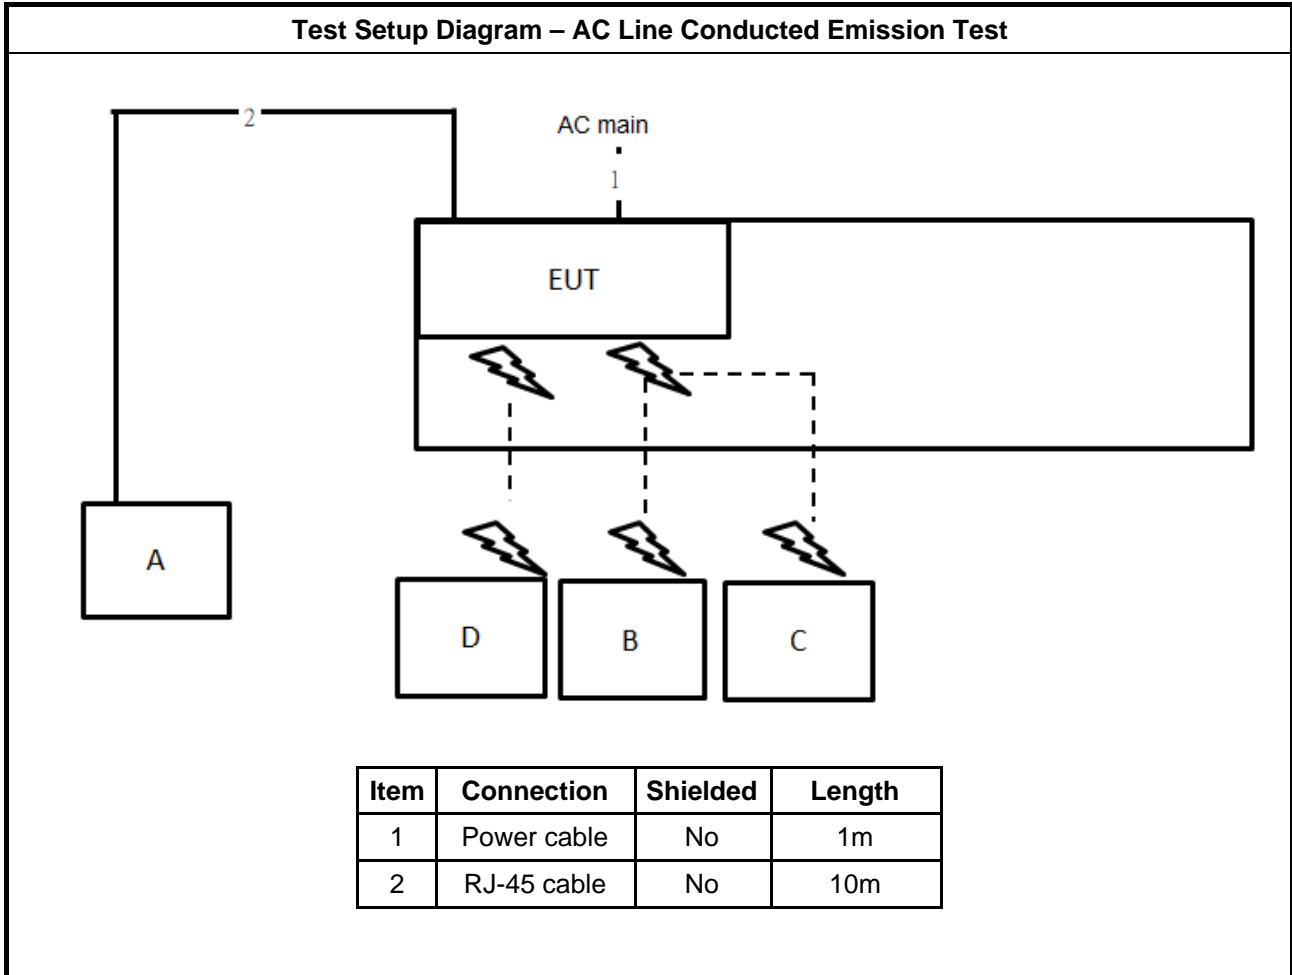 Test Setup Diagram – AC Line Conducted Emission Test
2
AC main
1
EUT
A
D
B
C
Item Connection Shielded Length
1 Power cable No 1m
2 RJ-45 cable No 10m